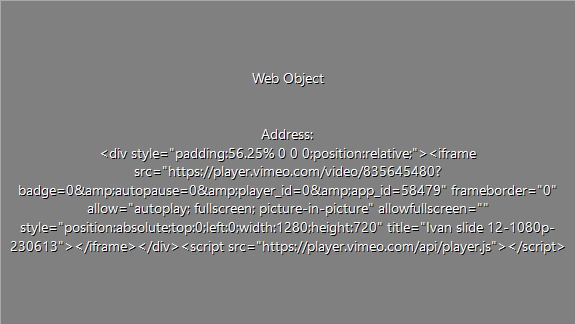 Web Object
Address:
<div style="padding:56.25% 0 0 0;position:relative;"><iframe
src="https://player.vimeo.com/video/835645480?
badge=0&amp;autopause=0&amp;player_id=0&amp;app_id=58479" frameborder="0"
allow="autoplay; fullscreen; picture-in-picture" allowfullscreen=""
style="position:absolute;top:0;left:0;width:1280;height:720" title="Ivan slide 12-1080p-
230613"></iframe></div><script src="https://player.vimeo.com/api/player.js"></script>